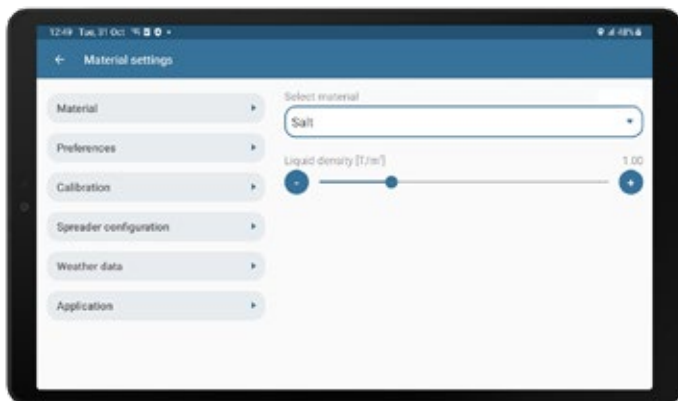 12:49 Tue, 31 Oct
48%
Material settings
Material
Preferences
Calibration
Spreader configuration
Weather data
Application
Select material
Salt
Liquid density [T/m³]
1.00
-
+